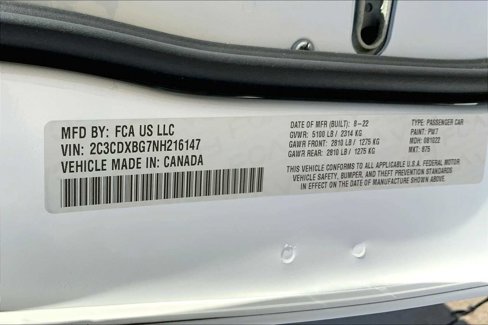 MFD BY: FCA US LLC
VIN: 2C3CDXBG7NH216147
VEHICLE MADE IN: CANADA
DATE OF MFR (BUILT): 8-22
GVWR: 5100 LB / 2314 KG
GAWR FRONT: 2810 LB / 1275 KG
GAWR REAR: 2810 LB / 1275 KG
TYPE: PASSENGER CAR
PAINT: PW7
MDH: 081022
MKT: 875
THIS VEHICLE CONFORMS TO ALL APPLICABLE U.S.A. FEDERAL MOTOR
VEHICLE SAFETY, BUMPER, AND THEFT PREVENTION STANDARDS
IN EFFECT ON THE DATE OF MANUFACTURE SHOWN ABOVE.